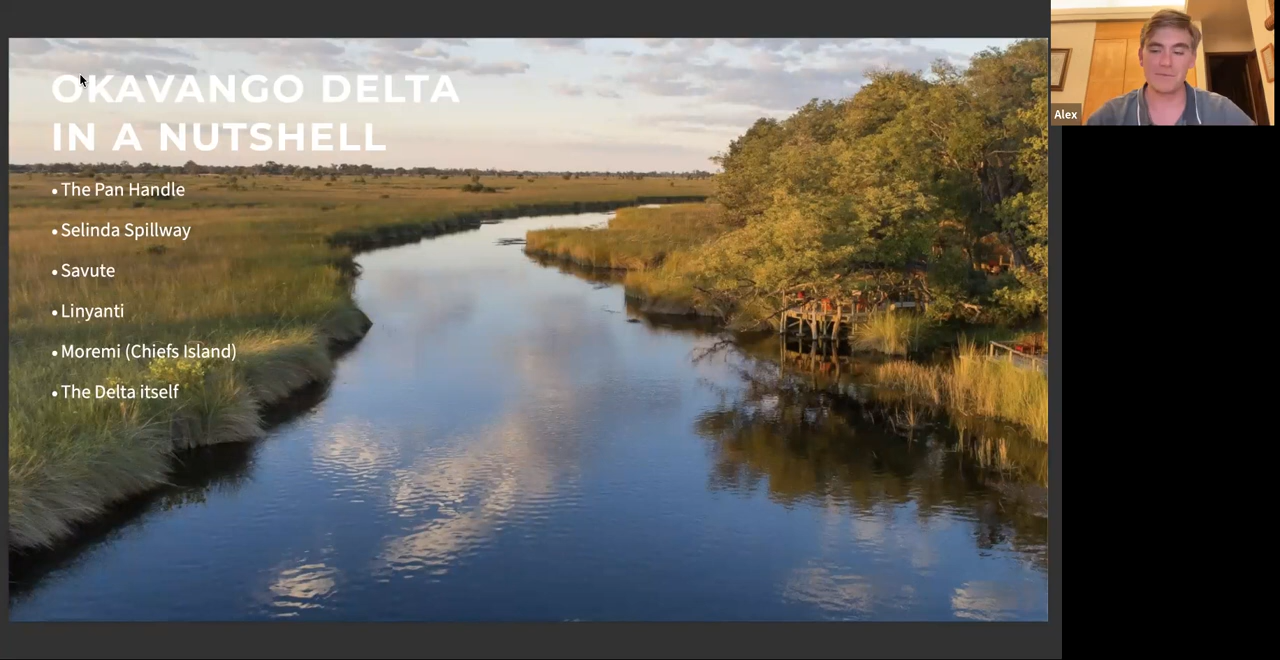 OKAVANGO DELTA
IN A NUTSHELL
• The Pan Handle
• Selinda Spillway
• Savute
• Linyanti
• Moremi (Chiefs Island)
• The Delta itself
Alex